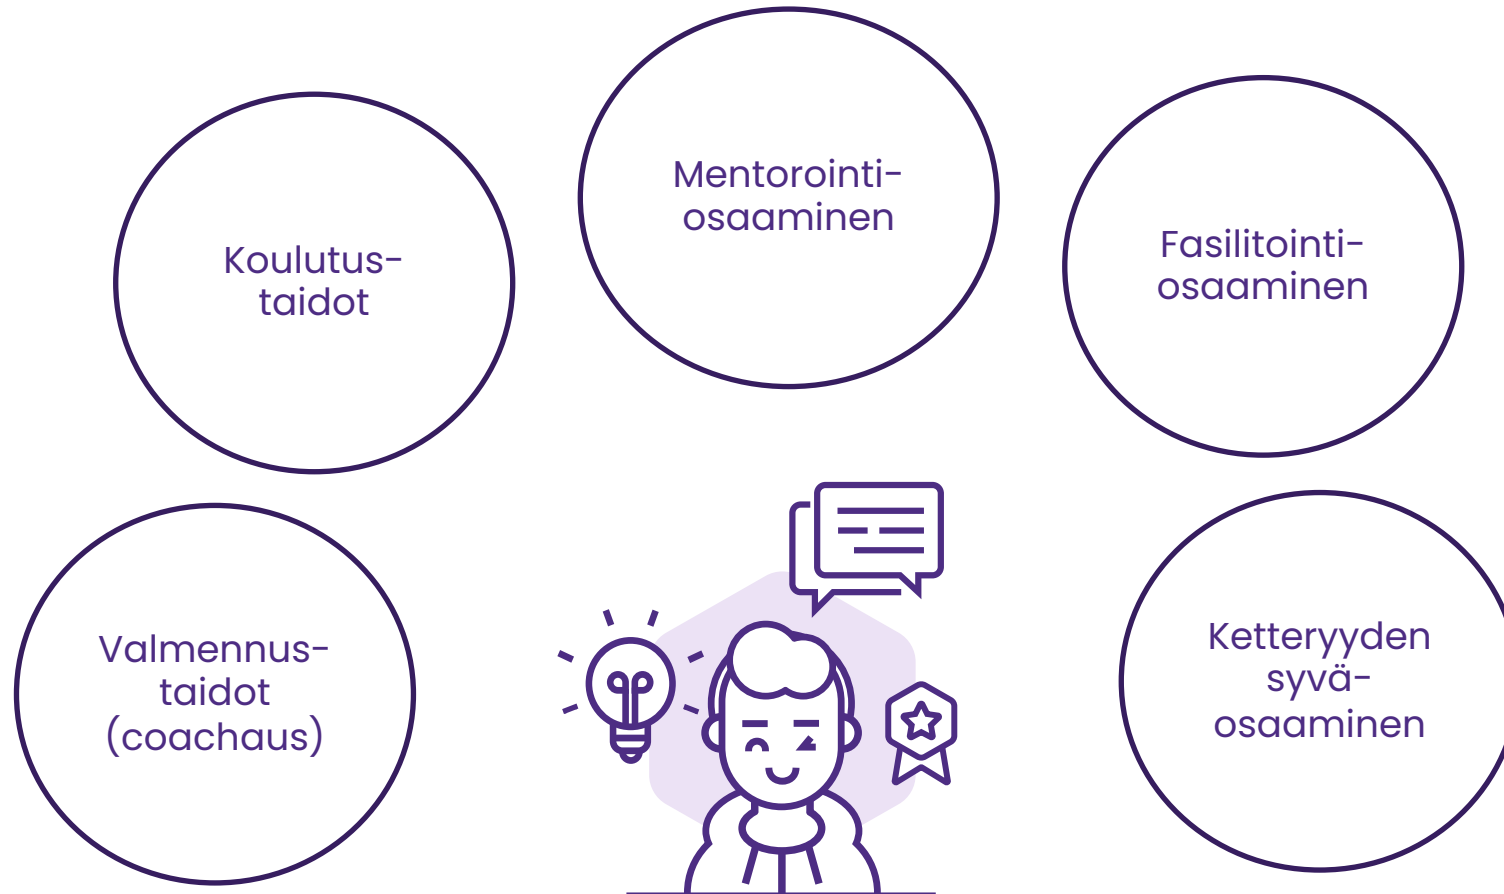 Mentorointi-
osaaminen
Koulutus-
taidot
Fasilitointi-
osaaminen
Valmennus-
taidot
(coachaus)
Ketteryyden
syvä-
osaaminen